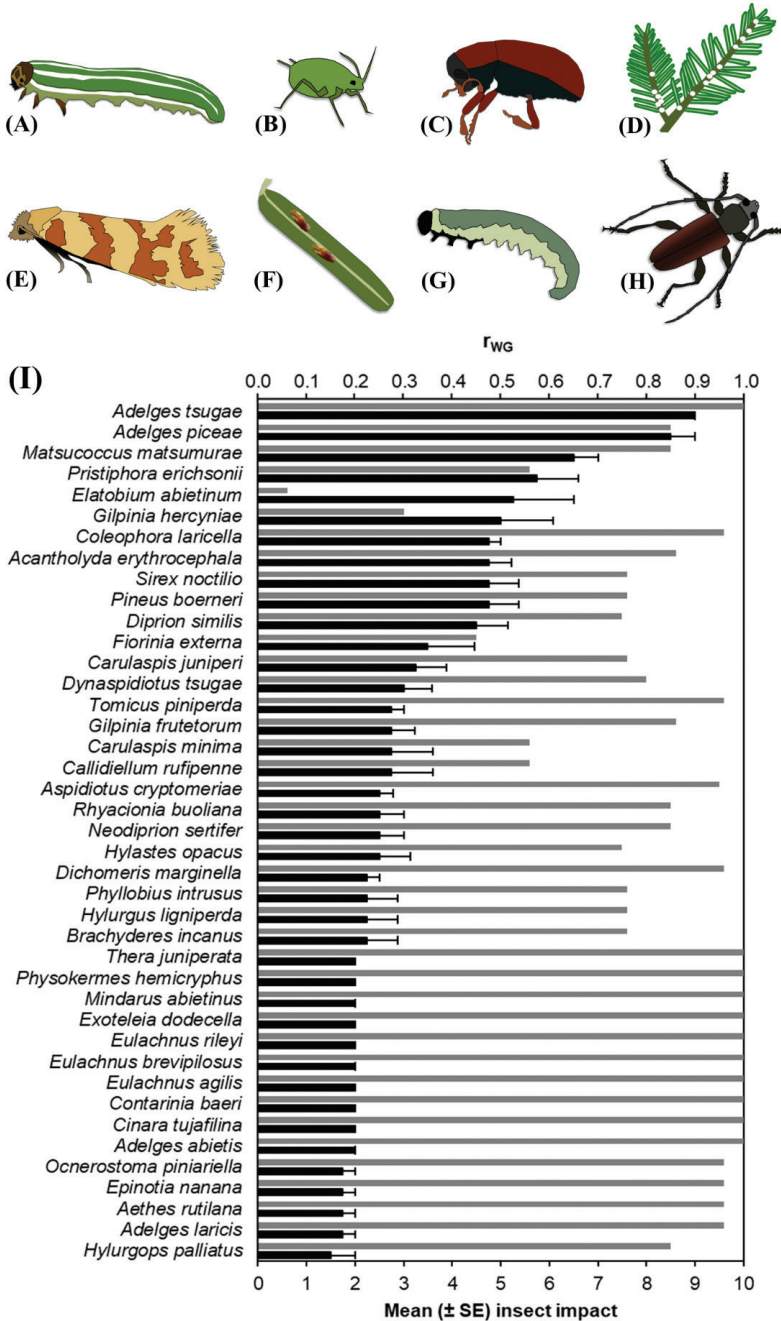 (A)
(B)
(C)
(D)
(E)
(F)
(G)
(H)
(I)
r_WG
0.0 0.1 0.2 0.3 0.4 0.5 0.6 0.7 0.8 0.9 1.0
Adelges tsugae
Adelges piceae
Matsucoccus matsumurae
Pristiphora erichsonii
Elatobium abietinum
Gilpinia hercyniae
Coleophora laricella
Acantholyda erythrocephala
Sirex noctilio
Pineus boerneri
Diprion similis
Fiorinia externa
Carulaspis juniperi
Dynaspidiotus tsugae
Tomicus piniperda
Gilpinia frutetorum
Carulaspis minima
Callidiellum rufipenne
Aspidiotus cryptomeriae
Rhyacionia buoliana
Neodiprion sertifer
Hylastes opacus
Dichomeris marginella
Phyllobius intrusus
Hylurgus ligniperda
Brachyderes incanus
Thera juniperata
Physokermes hemicryphus
Mindarus abietinus
Exoteleia dodecella
Eulachnus rileyi
Eulachnus brevipilosus
Eulachnus agilis
Contarinia baeri
Cinara tujafilina
Adelges abietis
Ocnerostoma piniariella
Epinotia nanana
Aethes rutilana
Adelges laricis
Hylurgops palliatus
0 1 2 3 4 5 6 7 8 9 10
Mean (± SE) insect impact